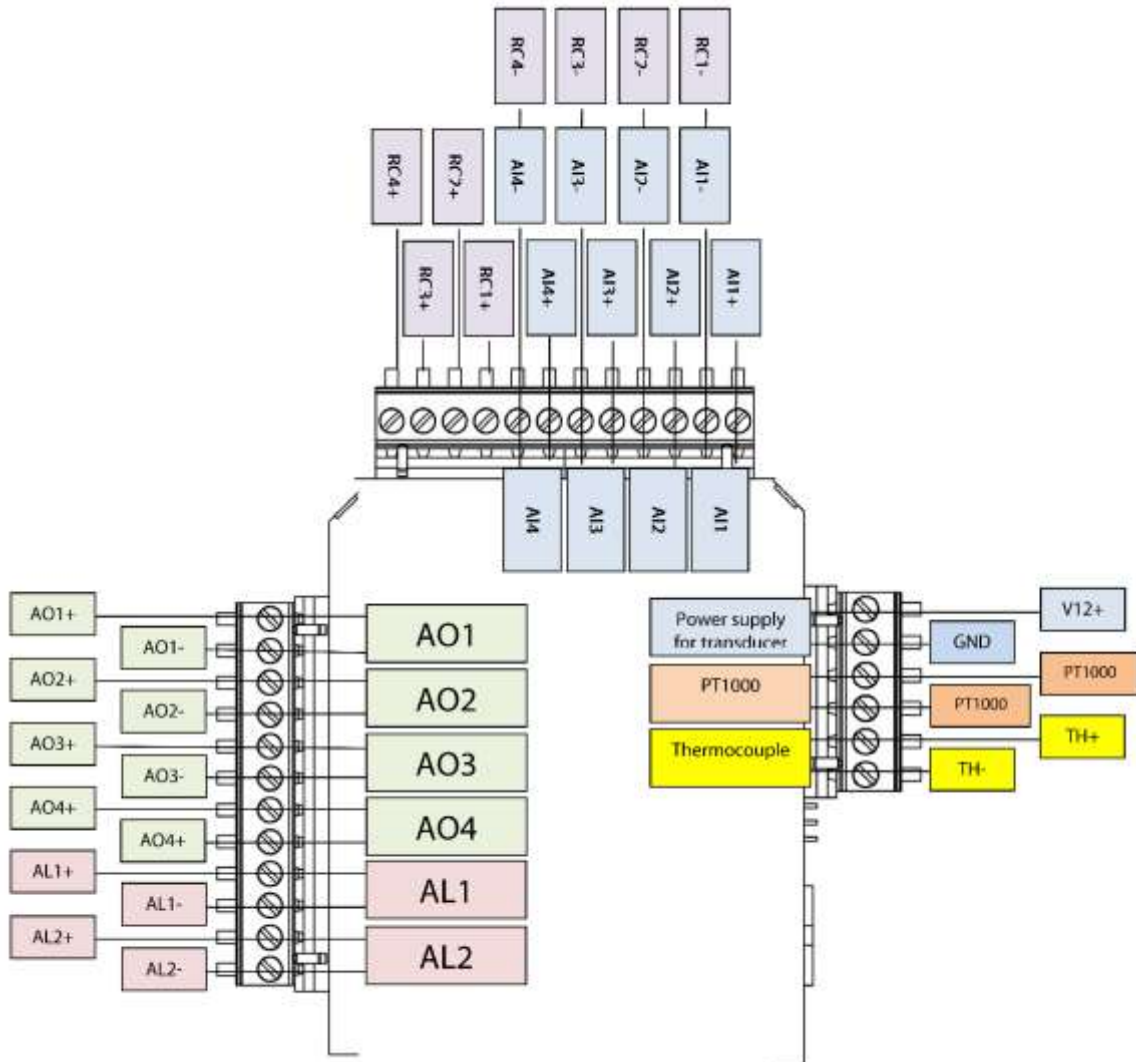 RC4-
RC3-
RC2-
RC1-
RC4+
RC2+
AI4-
AI3-
AI2-
AI1-
RC3+
RC1+
AI4+
AI3+
AI2+
AI1+
AI4
AI3
AI2
AI1
AO1+
AO1-
AO2+
AO2-
AO3+
AO3-
AO4+
AO4+
AL1+
AL1-
AL2+
AL2-
AO1
AO2
AO3
AO4
AL1
AL2
Power supply
for transducer
PT1000
Thermocouple
V12+
GND
PT1000
PT1000
TH+
TH-